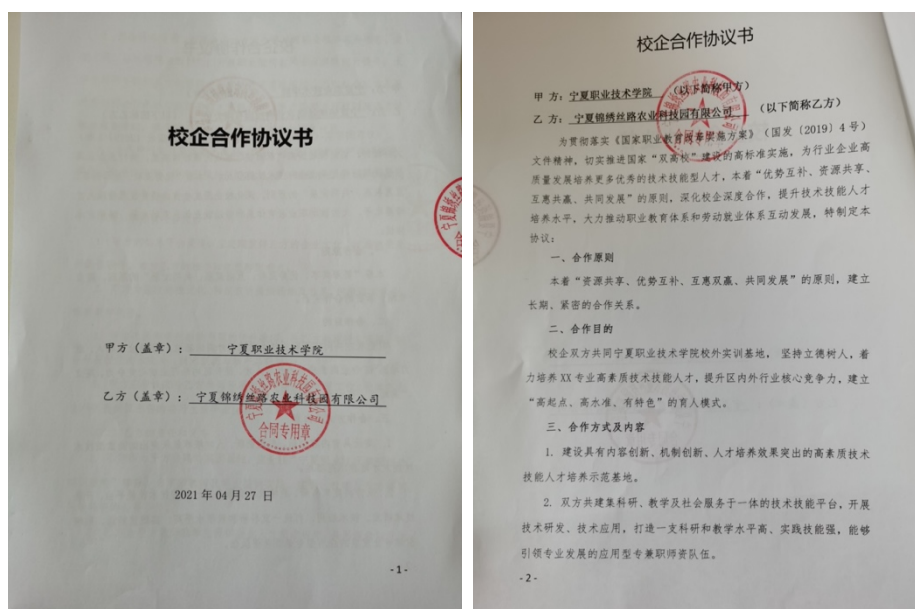 校企合作协议书
甲方（盖章）：宁夏职业技术学院
乙方（盖章）：宁夏锦绣丝路农业科技园有限公司
宁夏锦绣丝路农业科技园有限公司
合同专用章
2021年04月27 日
-1-
校企合作协议书
甲 方：宁夏职业技术学院 （以下简称甲方）
乙 方：宁夏锦绣丝路农业科技园有限公司 （以下简称乙方）
为贯彻落实《国家职业教育改革实施方案》（国发〔2019〕4号）
文件精神，切实推进国家“双高校”建设的高标准实施，为行业企业高
质量发展培养更多优秀的技术技能型人才，本着“优势互补、资源共享、
互惠共赢、共同发展”的原则，深化校企深度合作，提升技术技能人才
培养水平，大力推动职业教育体系和劳动就业体系互动发展，特制定本
协议：
一、合作原则
本着“资源共享、优势互补、互惠双赢、共同发展”的原则，建立
长期、紧密的合作关系。
二、合作目的
校企双方共同宁夏职业技术学院校外实训基地， 坚持立德树人，着
力培养XX专业高素质技术技能人才，提升区内外行业核心竞争力，建立
“高起点、高水准、有特色”的育人模式。
三、合作方式及内容
1. 建设具有内容创新、机制创新、人才培养效果突出的高素质技术
技能人才培养示范基地。
2. 双方共建集科研、教学及社会服务于一体的技术技能平台，开展
技术研发、技术应用，打造一支科研和教学水平高、实践技能强，能够
引领专业发展的应用型专兼职师资队伍。
-2-